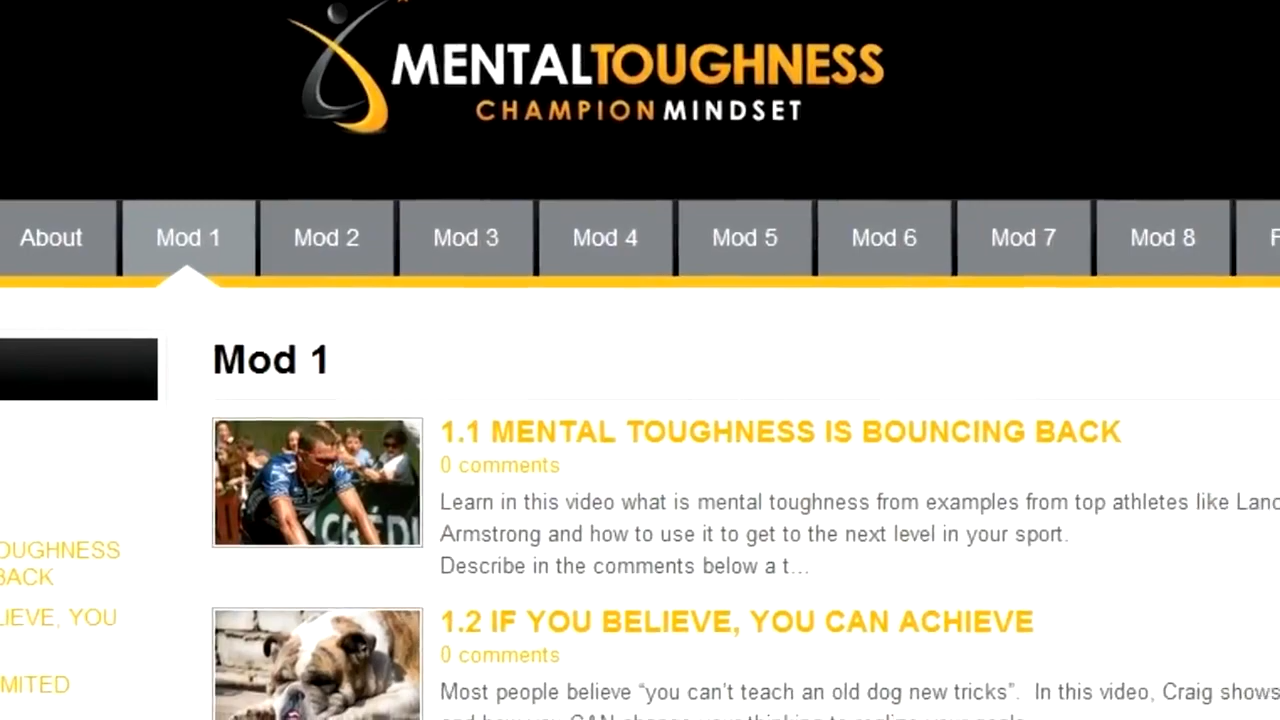 MENTALTOUGHNESS
CHAMPIONMINDSET
About Mod 1 Mod 2 Mod 3 Mod 4 Mod 5 Mod 6 Mod 7 Mod 8 F
Mod 1
1.1 MENTAL TOUGHNESS IS BOUNCING BACK
0 comments
Learn in this video what is mental toughness from examples from top athletes like Lanc
Armstrong and how to use it to get to the next level in your sport.
Describe in the comments below a t...
1.2 IF YOU BELIEVE, YOU CAN ACHIEVE
0 comments
Most people believe “you can’t teach an old dog new tricks”. In this video, Craig shows
OUGHNESS
BACK
LIEVE, YOU
MITED
CRÉDI